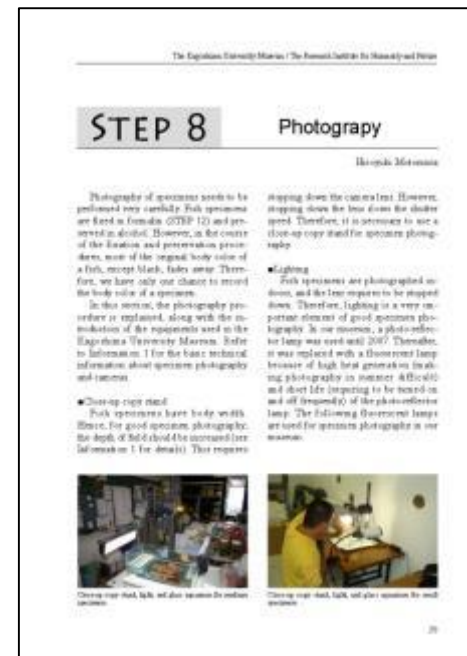 The Kagoshima University Museum / The Research Institute for Humanity and Nature
STEP 8
Photograpy
Hiroyuki Motomura
Photography of specimens needs to be
performed very carefully. Fish specimens
are fixed in formalin (STEP 12) and pre-
served in alcohol. However, in the course
of the fixation and preservation proce-
dures, most of the original body color of
a fish, except black, fades away. There-
fore, we have only one chance to record
the body color of a specimen.
In this section, the photography pro-
cedure is explained, along with the in-
troduction of the equipments used in the
Kagoshima University Museum. Refer
to Information 1 for the basic technical
information about specimen photography
and cameras.
■Close-up copy stand
Fish specimens have body width.
Hence, for good specimen photography,
the depth of field should be increased (see
Information 1 for details). This requires
stopping down the camera lens. However,
stopping down the lens slows the shutter
speed. Therefore, it is necessary to use a
close-up copy stand for specimen photog-
raphy.
■Lighting
Fish specimens are photographed in-
doors, and the lens requires to be stopped
down. Therefore, lighting is a very im-
portant element of good specimen pho-
tography. In our museum, a photo-reflec-
tor lamp was used until 2007. Thereafter,
it was replaced with a fluorescent lamp
because of high heat generation (mak-
ing photography in summer difficult)
and short life (requiring to be turned on
and off frequently) of the photo-reflector
lamp. The following fluorescent lamps
are used for specimen photography in our
museum.
Close-up copy stand, light, and glass aquarium for medium
specimens
Close-up copy stand, light, and glass aquarium for small
specimens